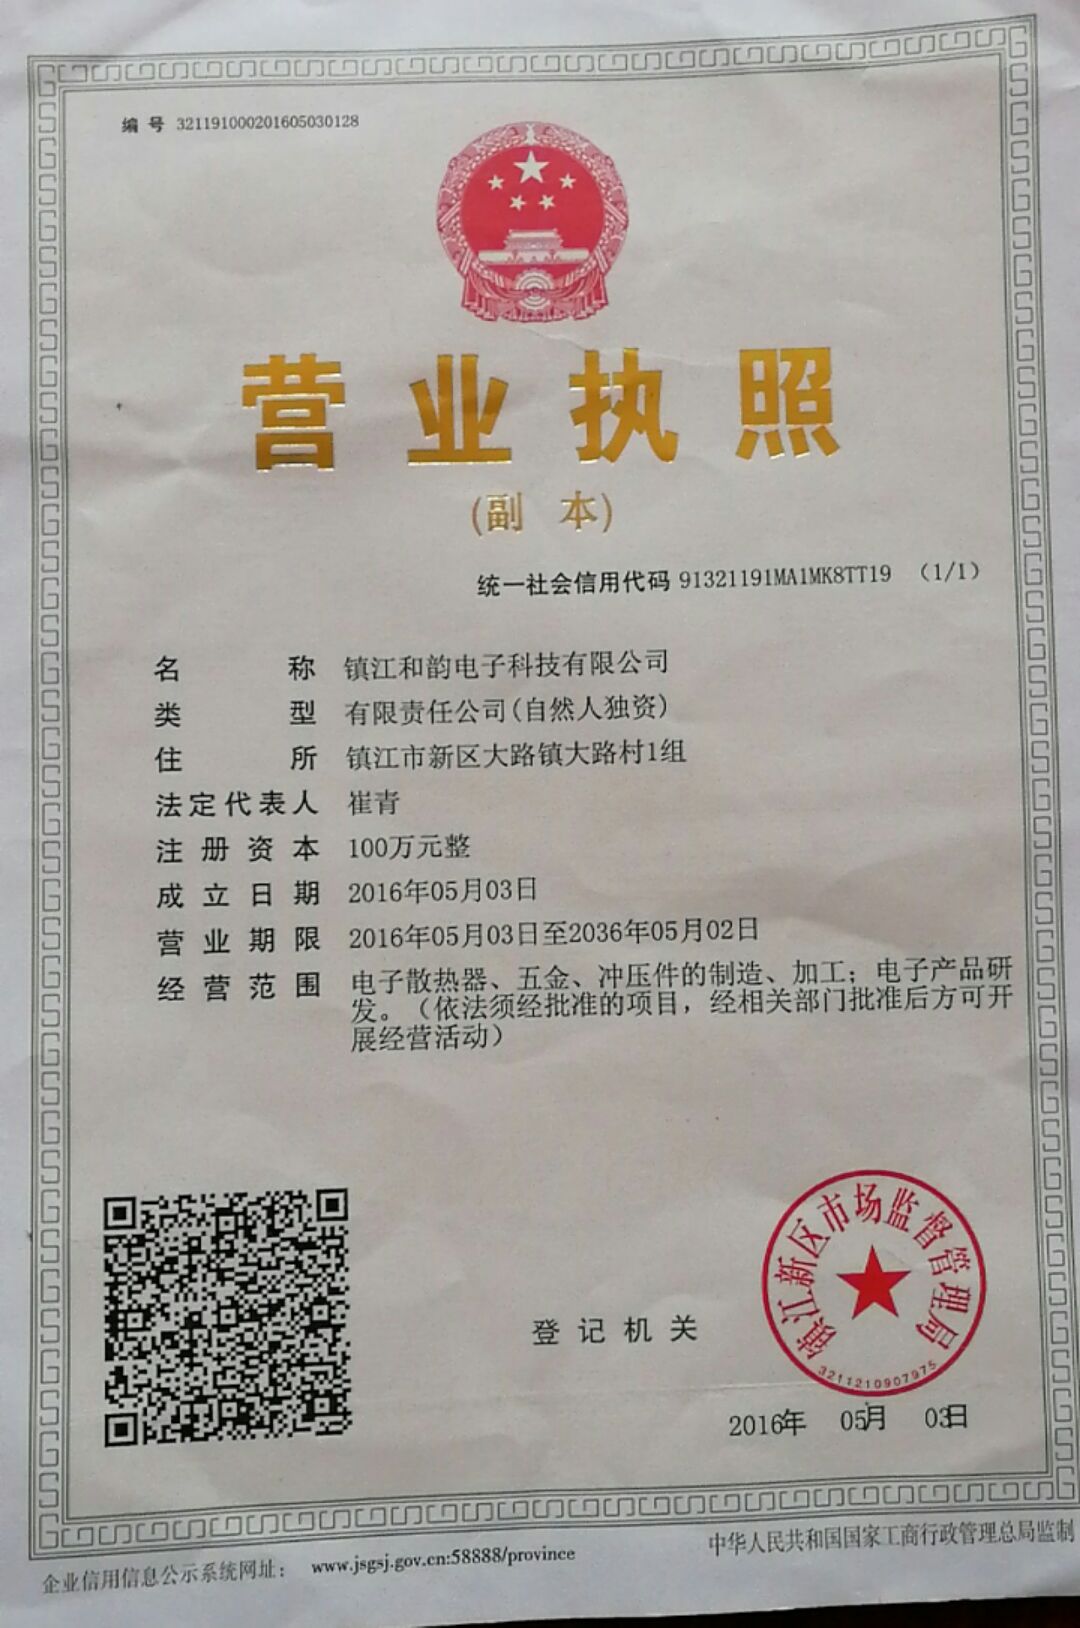 编号 321191000201605030128
营业执照
(副 本)
统一社会信用代码 91321191MA1MK8TT19 (1/1)
名称 镇江和韵电子科技有限公司
类型 有限责任公司(自然人独资)
住所 镇江市新区大路镇大路村1组
法定代表人 崔青
注册资本 100万元整
成立日期 2016年05月03日
营业期限 2016年05月03日至2036年05月02日
经营范围 电子散热器、五金、冲压件的制造、加工；电子产品研
发。（依法须经批准的项目，经相关部门批准后方可开
展经营活动）
登记机关
镇江新区市场监督管理局
3211210907975
2016年 05月 03日
企业信用信息公示系统网址： www.jsgsj.gov.cn:58888/province
中华人民共和国国家工商行政管理总局监制